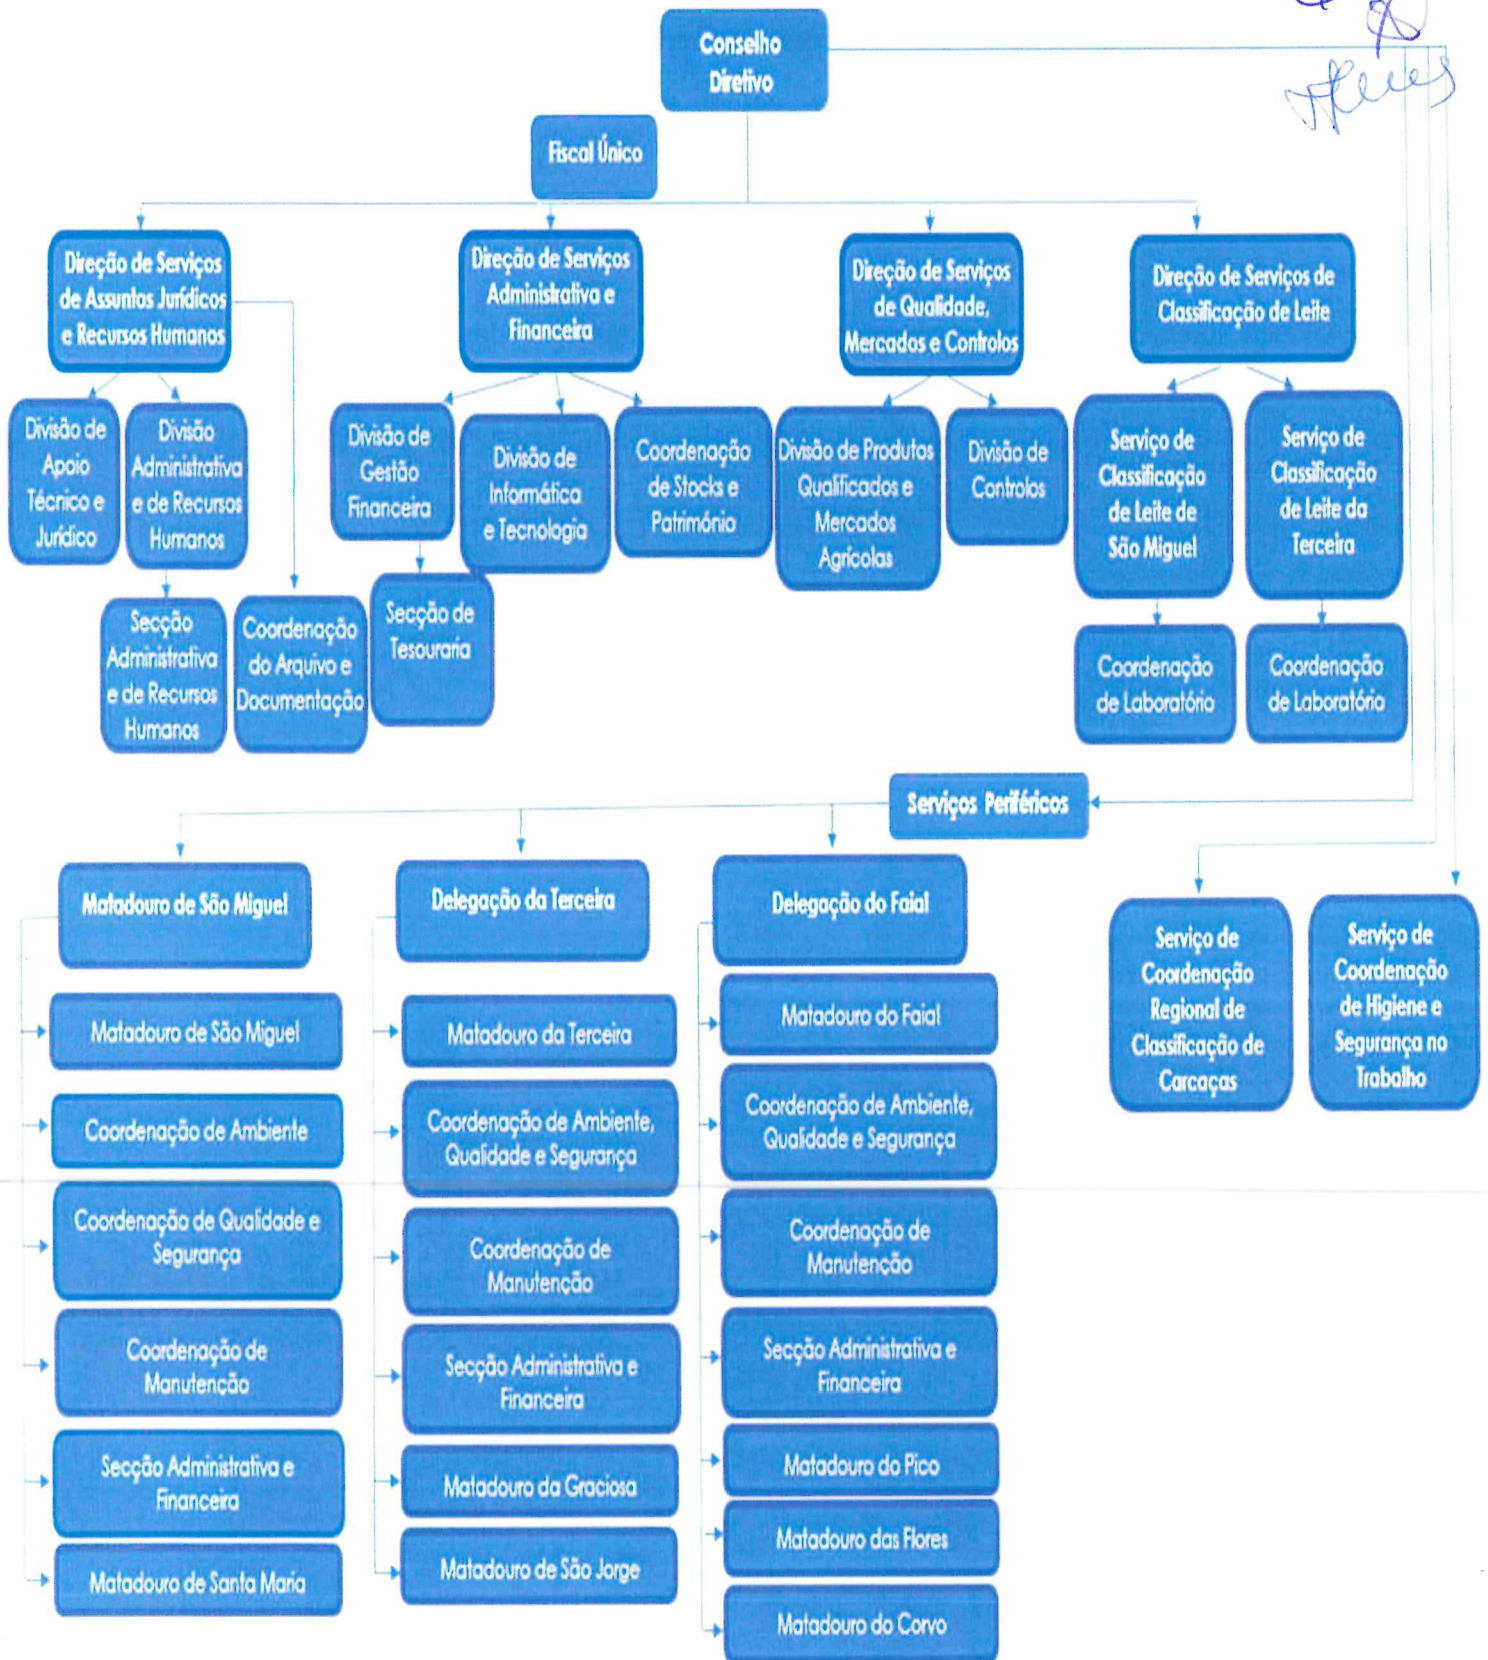 Conselho
Diretivo
Fiscal Único
Direção de Serviços
de Assuntos Jurídicos
e Recursos Humanos
Direção de Serviços
Administrativa e
Financeira
Direção de Serviços
de Qualidade,
Mercados e Controlos
Direção de Serviços de
Classificação de Leite
Divisão de
Apoio
Técnico e
Jurídico
Divisão
Administrativa
e de Recursos
Humanos
Divisão de
Gestão
Financeira
Divisão de
Informática
e Tecnologia
Coordenação
de Stocks e
Património
Divisão de Produtos
Qualificados e
Mercados
Agrícolas
Divisão de
Controlos
Serviço de
Classificação
de Leite de
São Miguel
Serviço de
Classificação
de Leite da
Terceira
Secção
Administrativa
e de Recursos
Humanos
Coordenação
do Arquivo e
Documentação
Secção de
Tesouraria
Coordenação
de Laboratório
Coordenação
de Laboratório
Serviços Periféricos
Matadouro de São Miguel
Matadouro de São Miguel
Coordenação de Ambiente
Coordenação de Qualidade e
Segurança
Coordenação de
Manutenção
Secção Administrativa e
Financeira
Matadouro de Santa Maria
Delegação da Terceira
Matadouro da Terceira
Coordenação de Ambiente,
Qualidade e Segurança
Coordenação de
Manutenção
Secção Administrativa e
Financeira
Matadouro da Graciosa
Matadouro de São Jorge
Delegação do Faial
Matadouro do Faial
Coordenação de Ambiente,
Qualidade e Segurança
Coordenação de
Manutenção
Secção Administrativa e
Financeira
Matadouro do Pico
Matadouro das Flores
Matadouro do Corvo
Serviço de
Coordenação
Regional de
Classificação de
Carcaças
Serviço de
Coordenação
de Higiene e
Segurança no
Trabalho